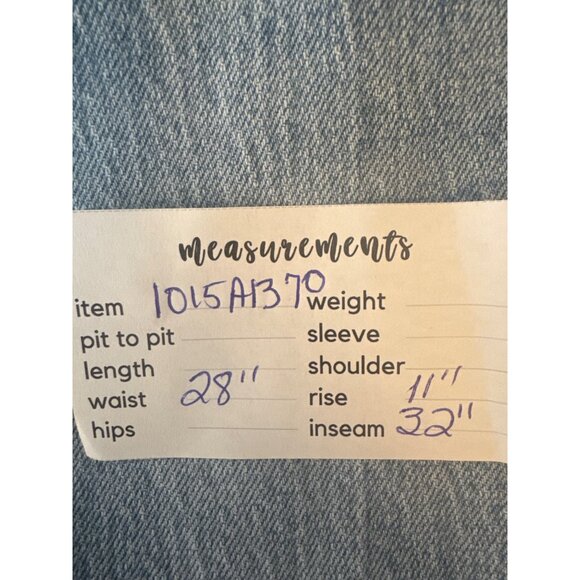 measurements
item 1015A1370 weight
pit to pit sleeve
length shoulder
waist 28" rise 11"
hips inseam 32"